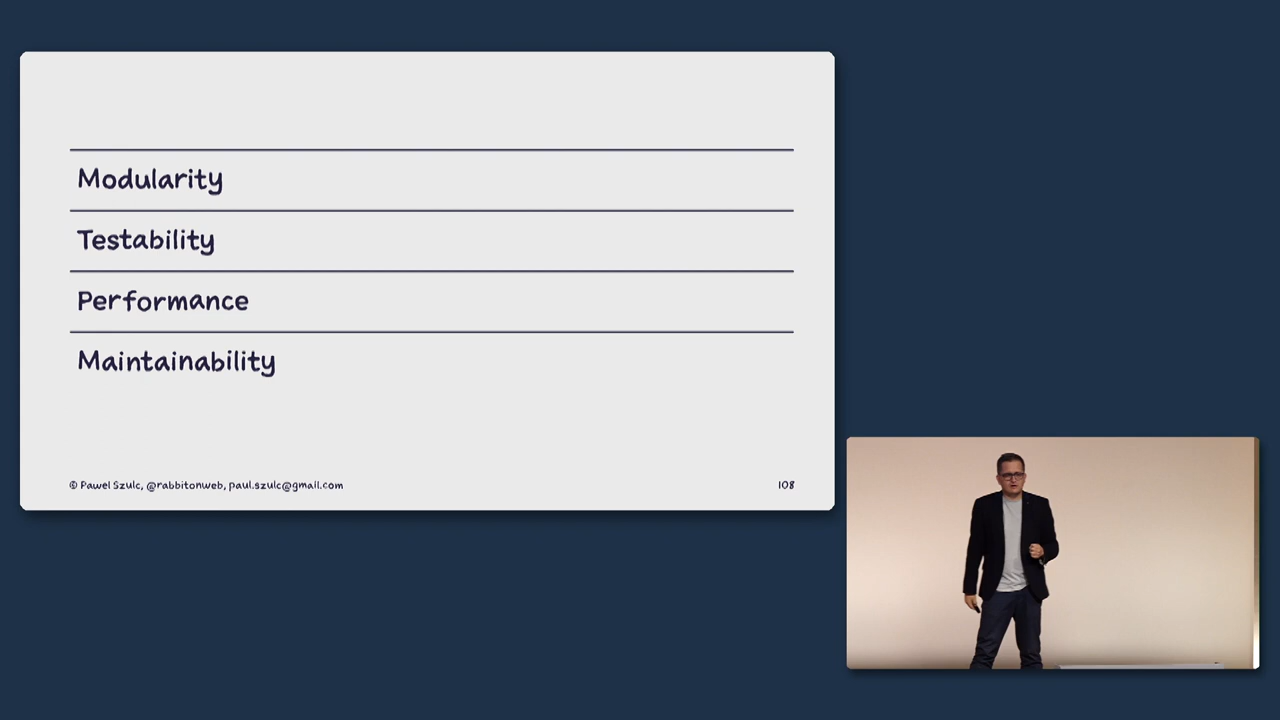 Modularity
Testability
Performance
Maintainability
© Pawel Szulc, @rabbitonweb, paul.szulc@gmail.com
108